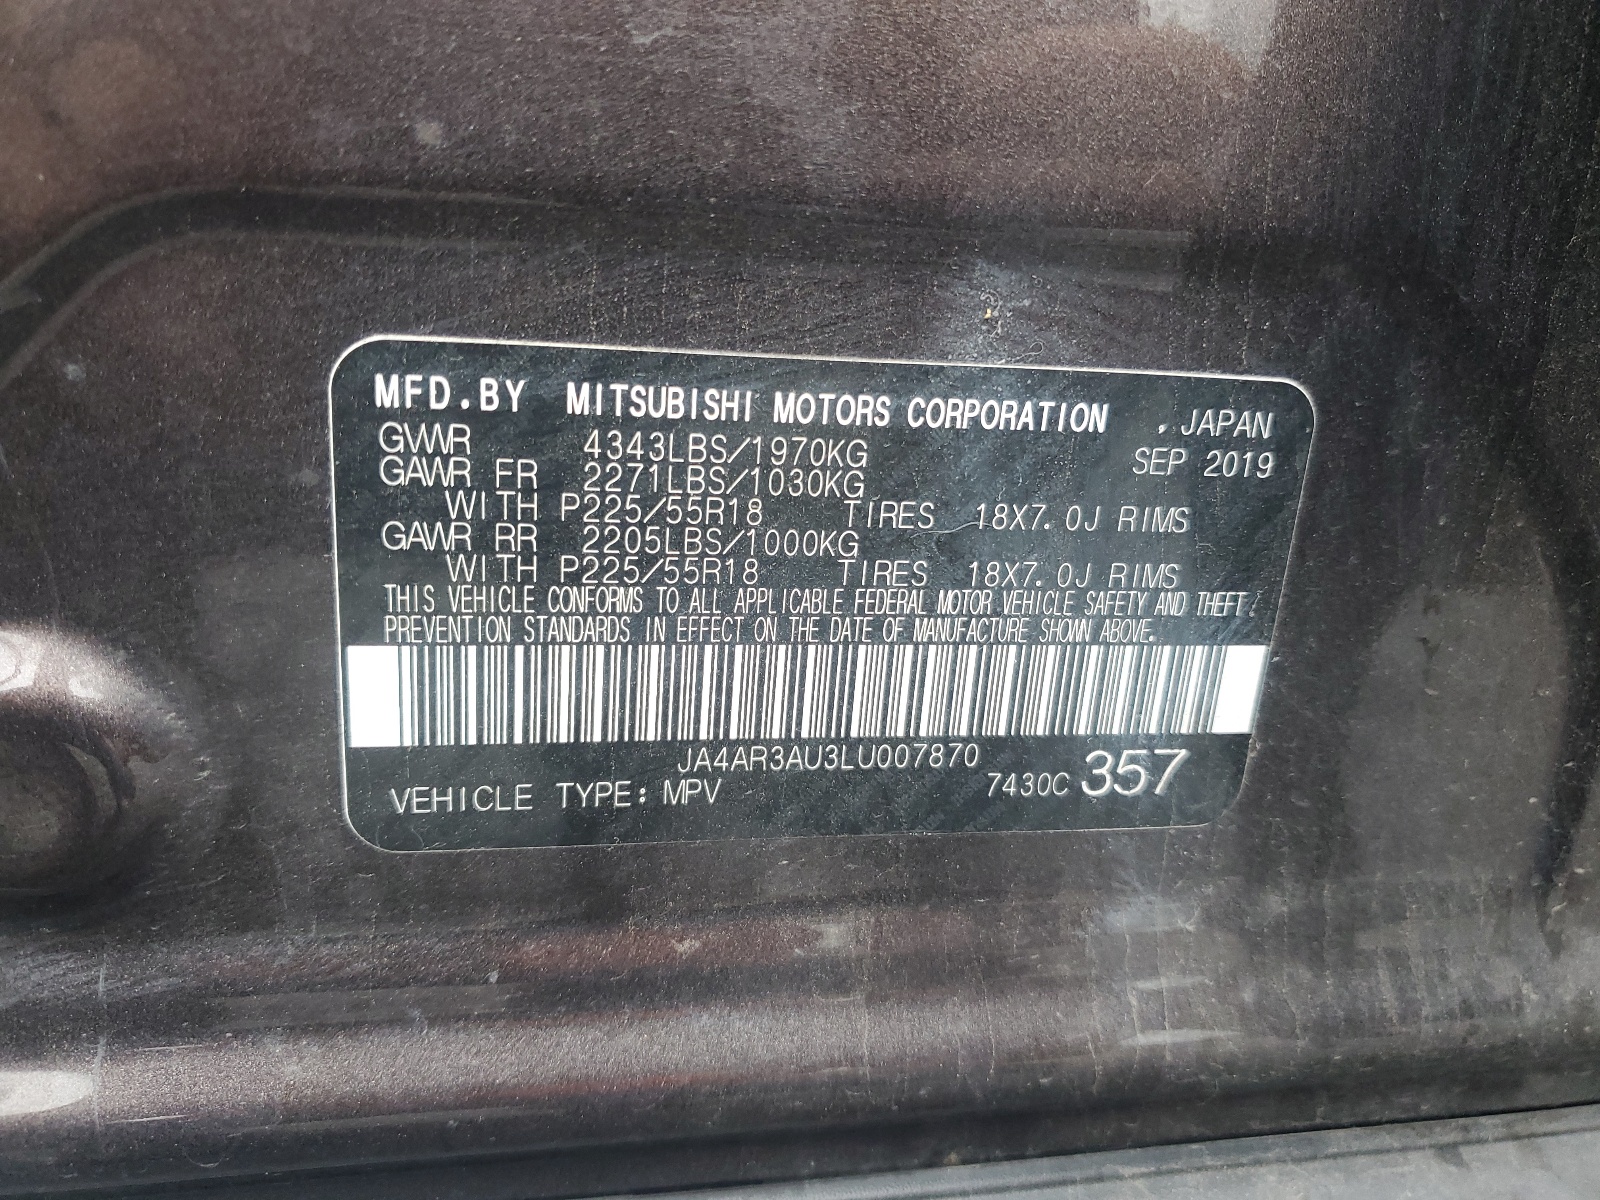 MFD.BY MITSUBISHI MOTORS CORPORATION , JAPAN
GVWR 4343LBS/1970KG SEP 2019
GAWR FR 2271LBS/1030KG
WITH P225/55R18 TIRES 18X7.0J RIMS
GAWR RR 2205LBS/1000KG
WITH P225/55R18 TIRES 18X7.0J RIMS
THIS VEHICLE CONFORMS TO ALL APPLICABLE FEDERAL MOTOR VEHICLE SAFETY AND THEFT
PREVENTION STANDARDS IN EFFECT ON THE DATE OF MANUFACTURE SHOWN ABOVE.
JA4AR3AU3LU007870
VEHICLE TYPE: MPV 7430C 357